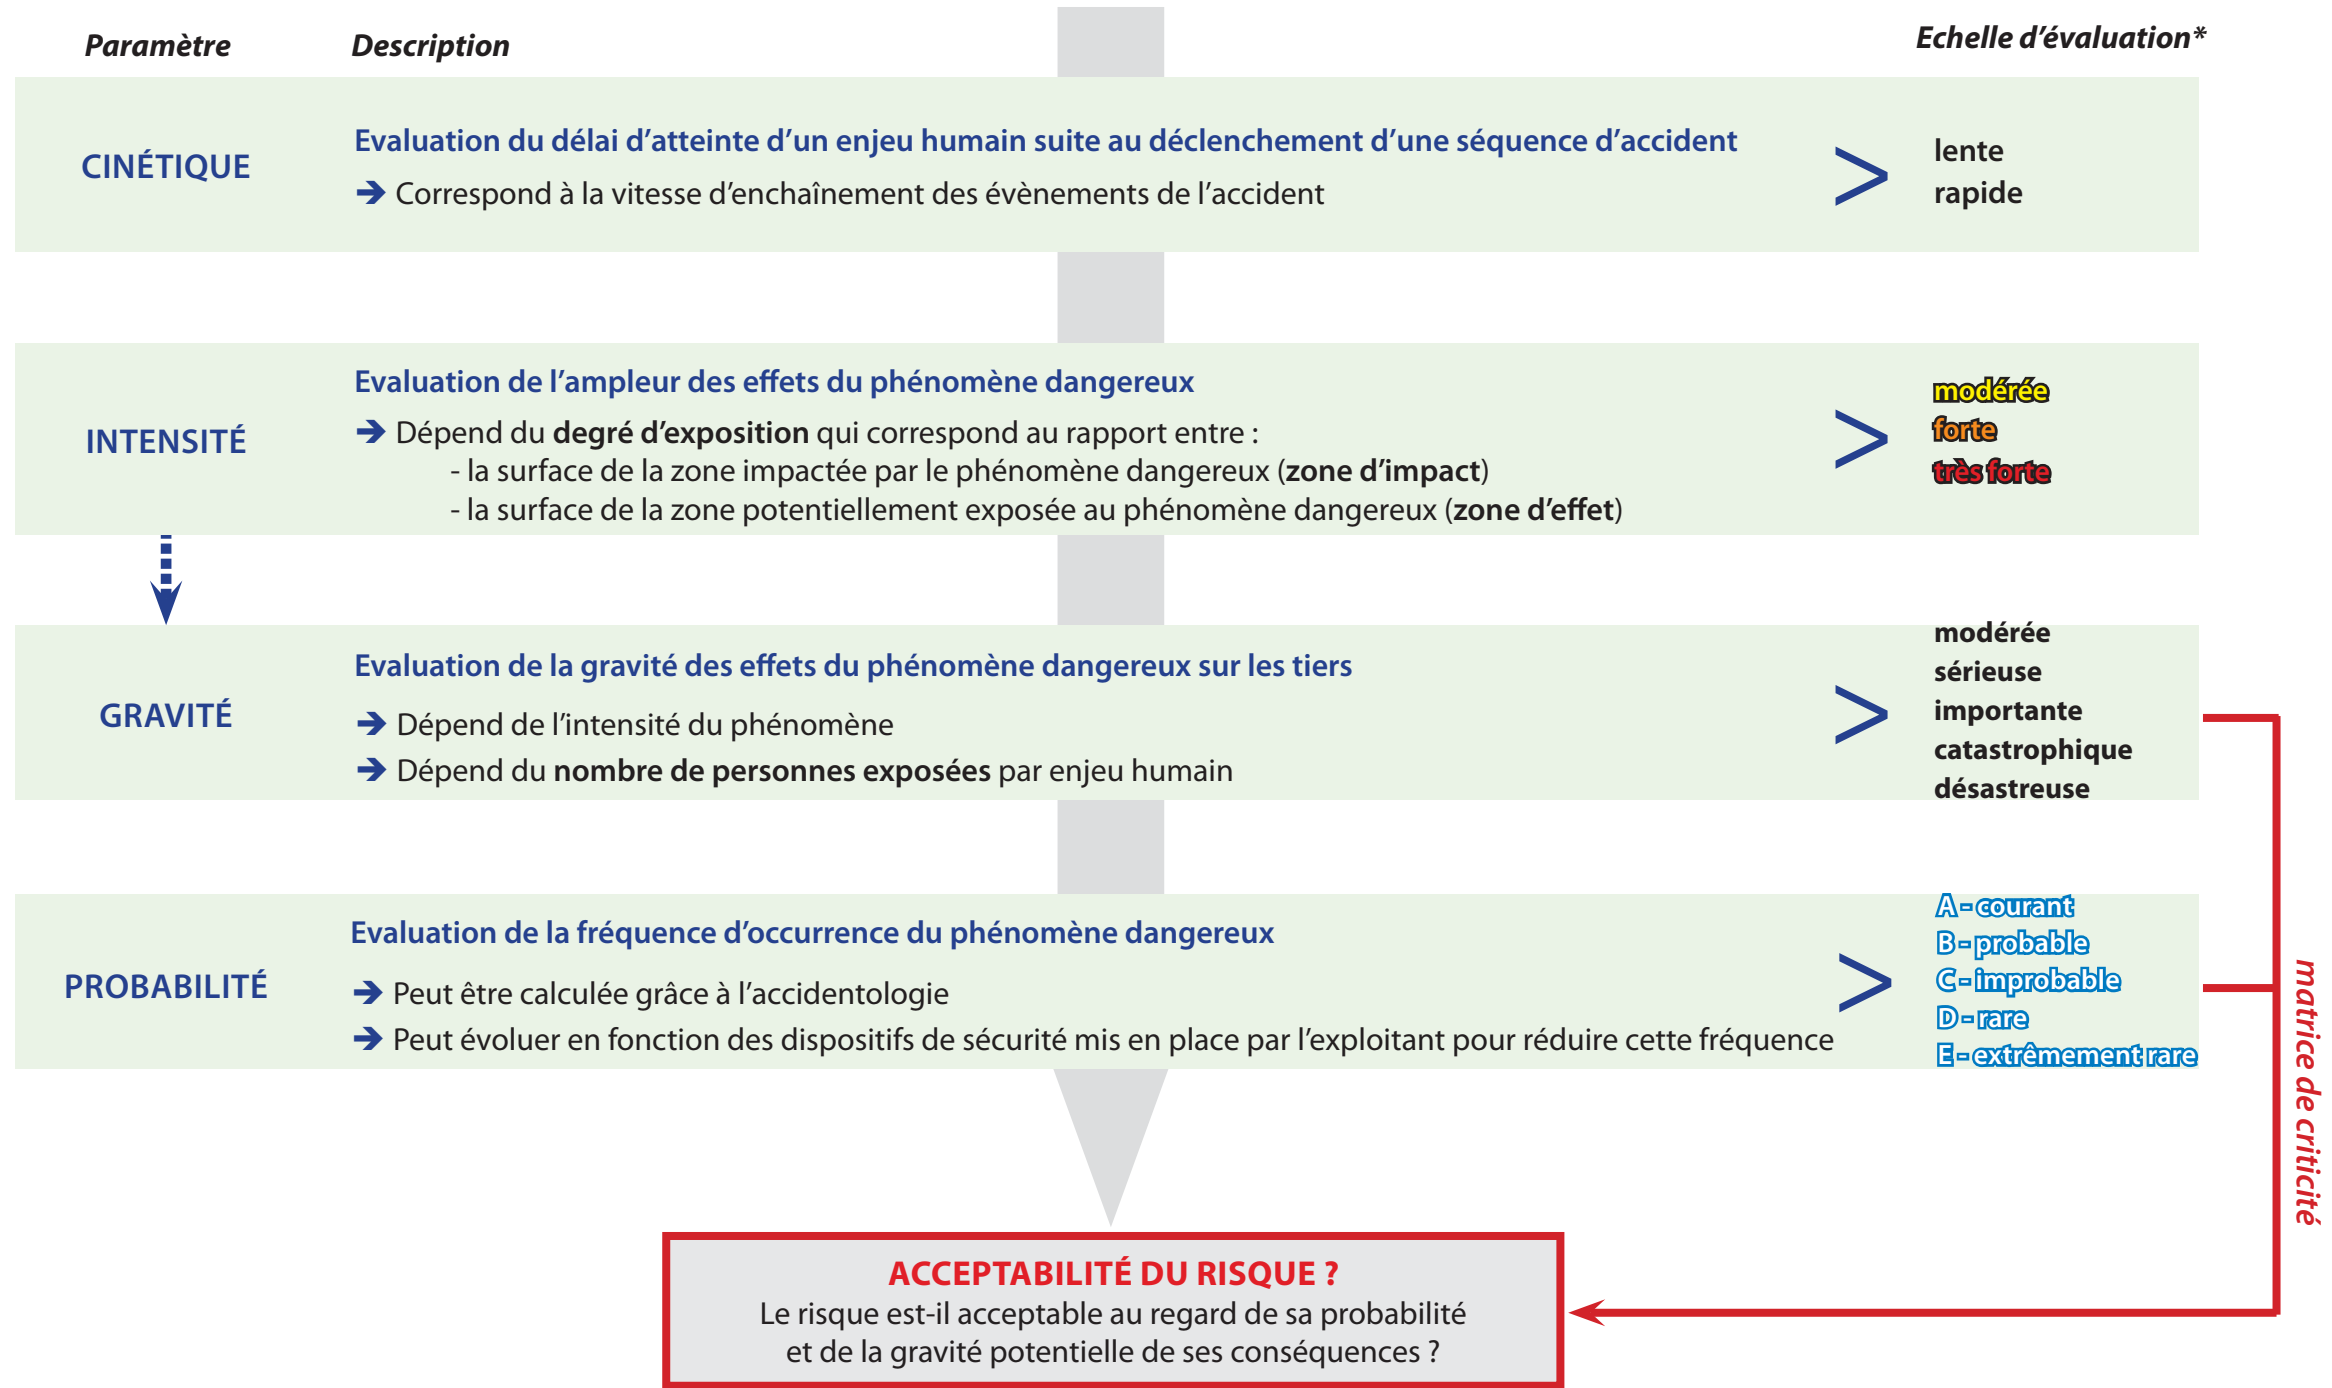 Paramètre Description Echelle d’évaluation*
CINÉTIQUE
Evaluation du délai d’atteinte d’un enjeu humain suite au déclenchement d’une séquence d’accident
➔ Correspond à la vitesse d’enchaînement des évènements de l’accident
>
lente
rapide
INTENSITÉ
Evaluation de l’ampleur des effets du phénomène dangereux
➔ Dépend du degré d’exposition qui correspond au rapport entre :
- la surface de la zone impactée par le phénomène dangereux (zone d’impact)
- la surface de la zone potentiellement exposée au phénomène dangereux (zone d’effet)
>
modérée
forte
très forte
GRAVITÉ
Evaluation de la gravité des effets du phénomène dangereux sur les tiers
➔ Dépend de l’intensité du phénomène
➔ Dépend du nombre de personnes exposées par enjeu humain
>
modérée
sérieuse
importante
catastrophique
désastreuse
PROBABILITÉ
Evaluation de la fréquence d’occurrence du phénomène dangereux
➔ Peut être calculée grâce à l’accidentologie
➔ Peut évoluer en fonction des dispositifs de sécurité mis en place par l’exploitant pour réduire cette fréquence
>
A - courant
B - probable
C - improbable
D - rare
E - extrêmement rare
matrice de criticité
ACCEPTABILITÉ DU RISQUE ?
Le risque est-il acceptable au regard de sa probabilité
et de la gravité potentielle de ses conséquences ?